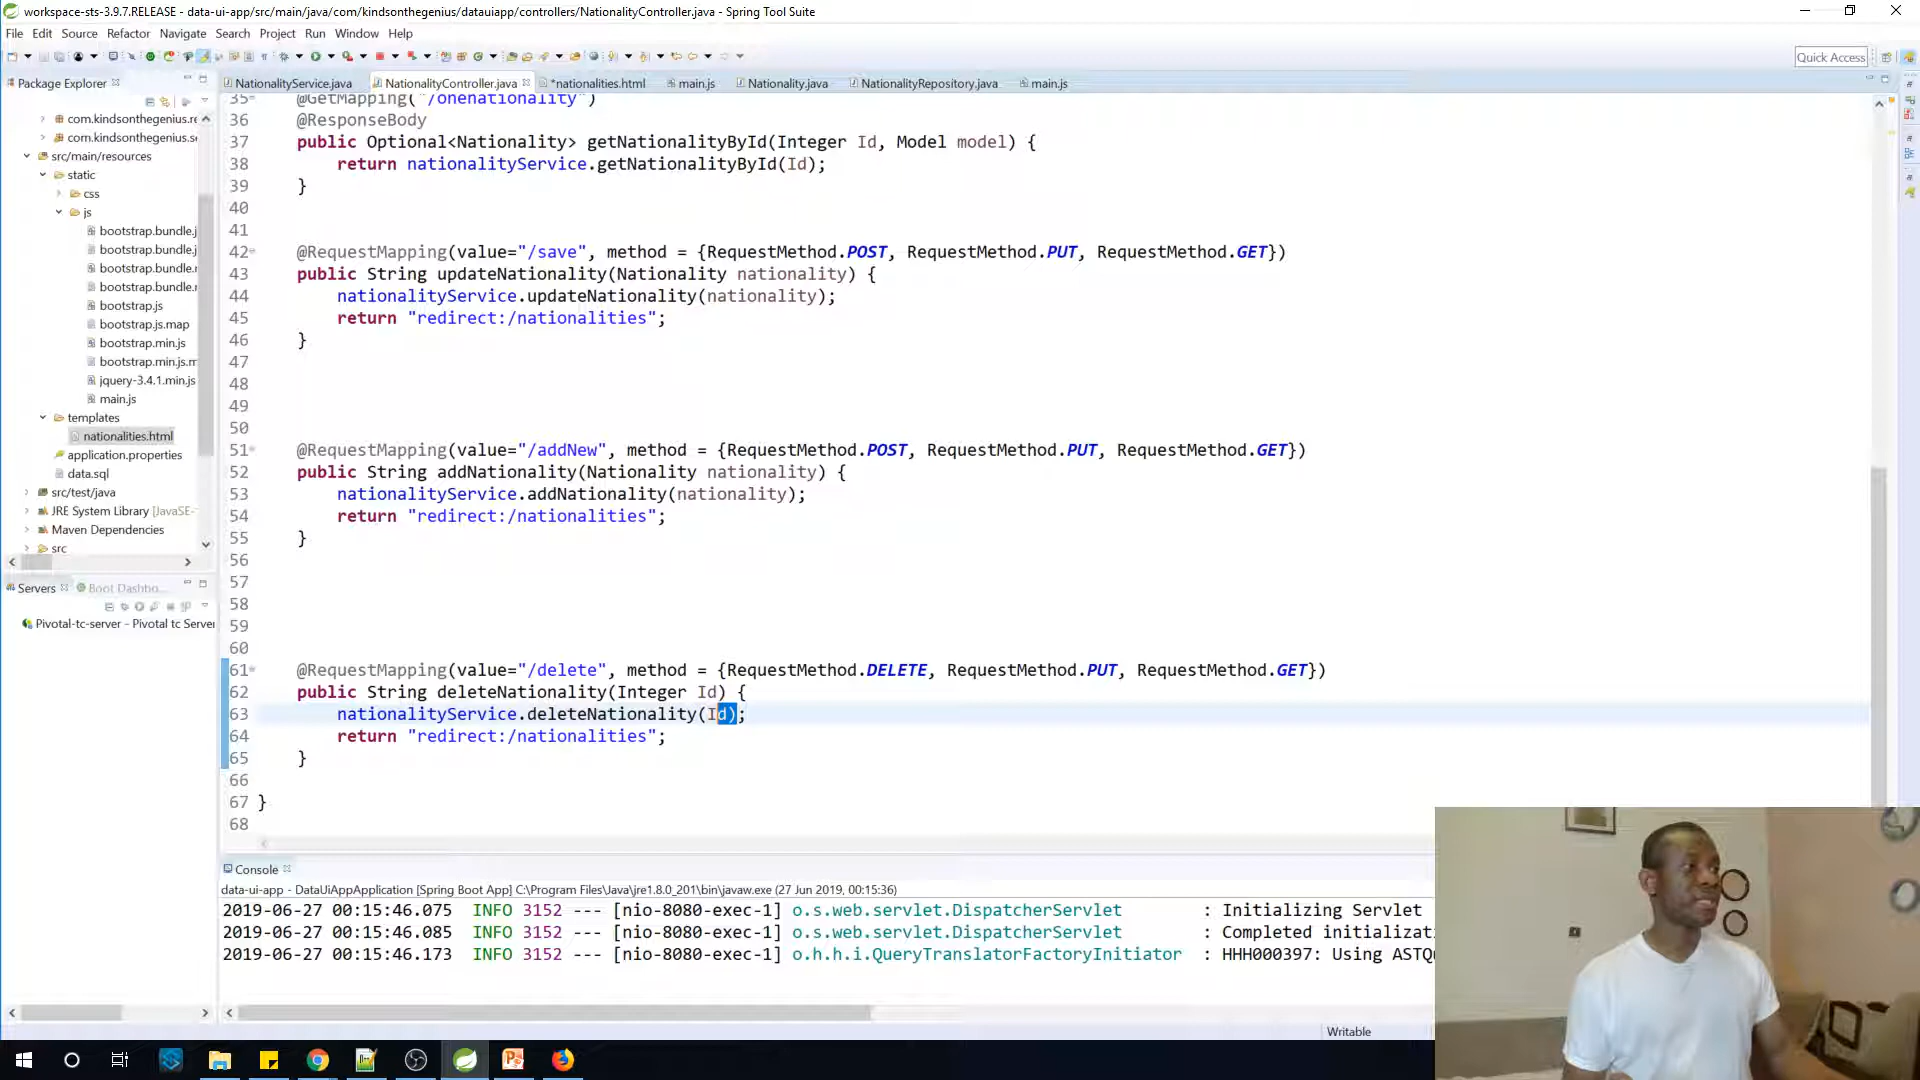 workspace-sts-3.9.7.RELEASE - data-ui-app/src/main/java/com/kindsonthegenius/datauiapp/controllers/NationalityController.java - Spring Tool Suite
File Edit Source Refactor Navigate Search Project Run Window Help
Quick Access
Package Explorer
NationalityService.java
NationalityController.java
*nationalities.html
main.js
Nationality.java
NationalityRepository.java
main.js
com.kindsonthegenius.re
com.kindsonthegenius.se
src/main/resources
static
css
js
bootstrap.bundle.j
bootstrap.bundle.j
bootstrap.bundle.r
bootstrap.bundle.r
bootstrap.js
bootstrap.js.map
bootstrap.min.js
bootstrap.min.js.m
jquery-3.4.1.min.js
main.js
templates
nationalities.html
application.properties
data.sql
src/test/java
JRE System Library [JavaSE-
Maven Dependencies
src
Servers
Boot Dashbo...
Pivotal-tc-server - Pivotal tc Server
35 @GetMapping("/onenationality")
36 @ResponseBody
37 public Optional<Nationality> getNationalityById(Integer Id, Model model) {
38 return nationalityService.getNationalityById(Id);
39 }
40
41
42 @RequestMapping(value="/save", method = {RequestMethod.POST, RequestMethod.PUT, RequestMethod.GET})
43 public String updateNationality(Nationality nationality) {
44 nationalityService.updateNationality(nationality);
45 return "redirect:/nationalities";
46 }
47
48
49
50
51 @RequestMapping(value="/addNew", method = {RequestMethod.POST, RequestMethod.PUT, RequestMethod.GET})
52 public String addNationality(Nationality nationality) {
53 nationalityService.addNationality(nationality);
54 return "redirect:/nationalities";
55 }
56
57
58
59
60
61 @RequestMapping(value="/delete", method = {RequestMethod.DELETE, RequestMethod.PUT, RequestMethod.GET})
62 public String deleteNationality(Integer Id) {
63 nationalityService.deleteNationality(Id);
64 return "redirect:/nationalities";
65 }
66
67 }
68
Console
data-ui-app - DataUiAppApplication [Spring Boot App] C:\Program Files\Java\jre1.8.0_201\bin\javaw.exe (27 Jun 2019, 00:15:36)
2019-06-27 00:15:46.075 INFO 3152 --- [nio-8080-exec-1] o.s.web.servlet.DispatcherServlet : Initializing Servlet
2019-06-27 00:15:46.085 INFO 3152 --- [nio-8080-exec-1] o.s.web.servlet.DispatcherServlet : Completed initializati
2019-06-27 00:15:46.173 INFO 3152 --- [nio-8080-exec-1] o.h.h.i.QueryTranslatorFactoryInitiator : HHH000397: Using ASTQu
Writable